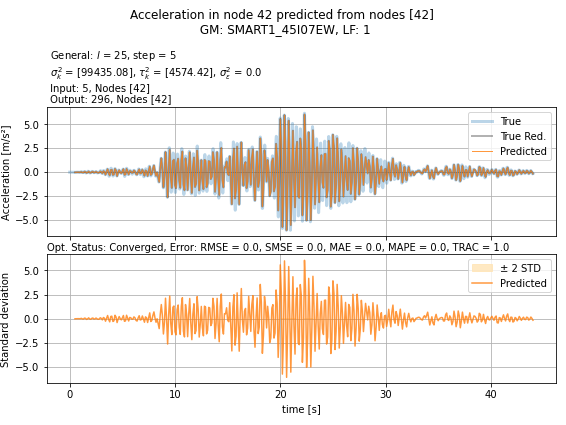 Acceleration in node 42 predicted from nodes [42]
GM: SMART1_45I07EW, LF: 1
General: l = 25, step = 5
σ²ₖ = [99435.08], τ²ₖ = [4574.42], σ²ε = 0.0
Input: 5, Nodes [42]
Output: 296, Nodes [42]
Acceleration [m/s²]
5.0
2.5
0.0
−2.5
−5.0
True
True Red.
Predicted
Opt. Status: Converged, Error: RMSE = 0.0, SMSE = 0.0, MAE = 0.0, MAPE = 0.0, TRAC = 1.0
Standard deviation
5.0
2.5
0.0
−2.5
−5.0
± 2 STD
Predicted
0 10 20 30 40
time [s]